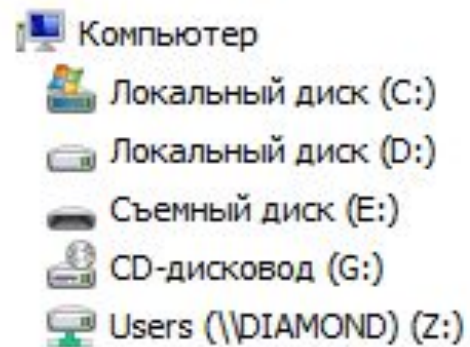 Компьютер
Локальный диск (C:)
Локальный диск (D:)
Съемный диск (E:)
CD-дисковод (G:)
Users (\\DIAMOND) (Z:)